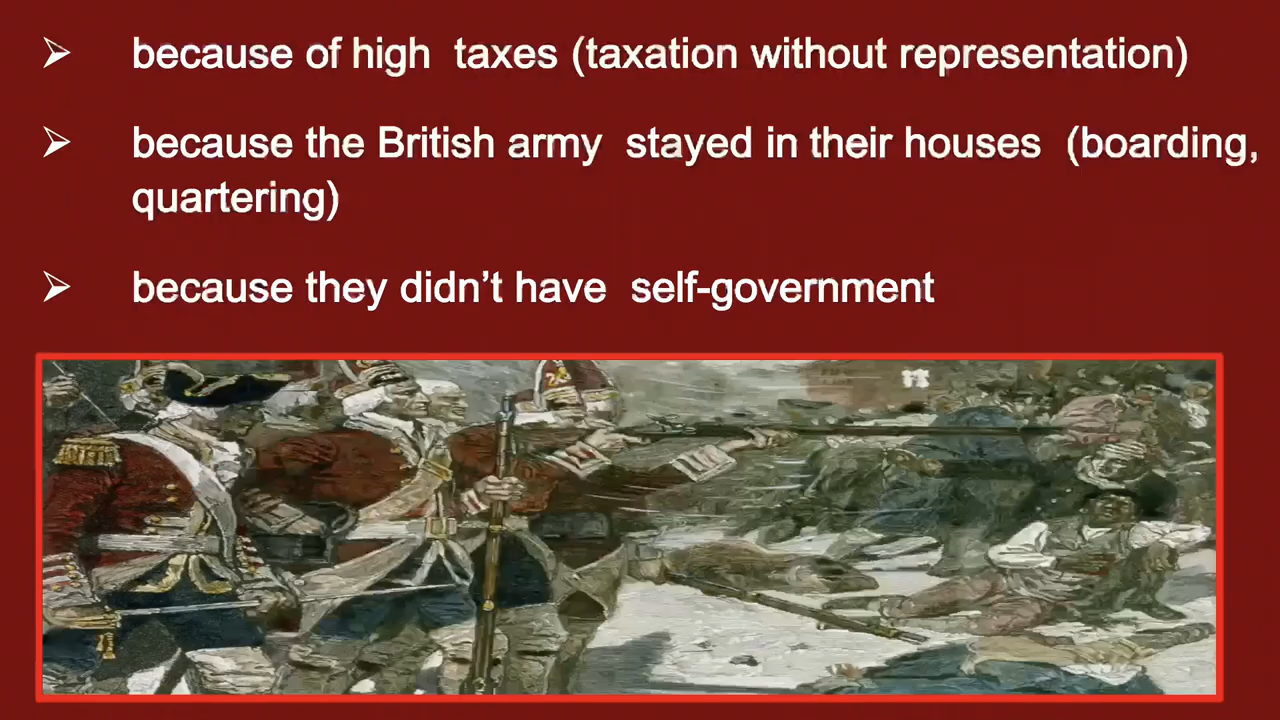 because of high taxes (taxation without representation)
because the British army stayed in their houses (boarding,
quartering)
because they didn’t have self-government